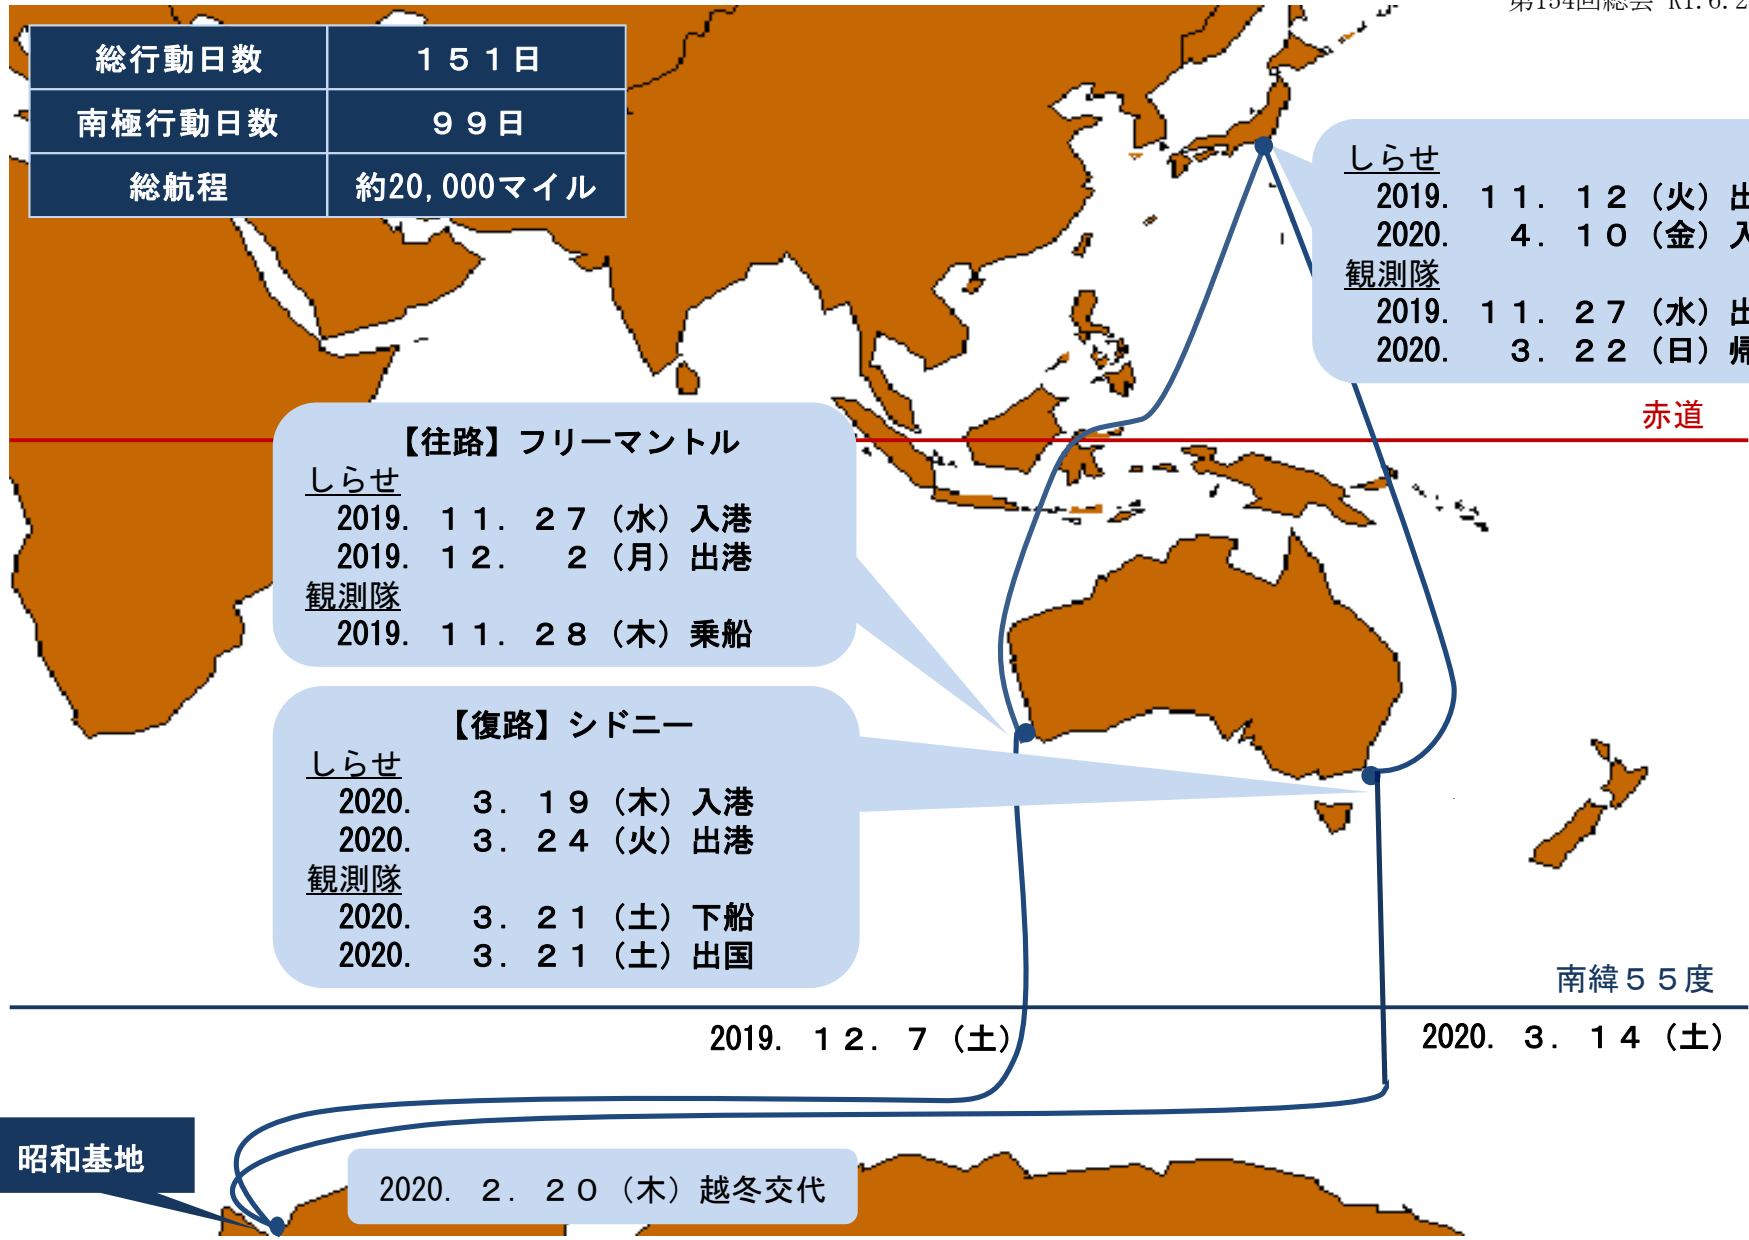 第154回総会 R1.6.2
総行動日数 １５１日
南極行動日数 ９９日
総航程 約20,000マイル
しらせ
2019. １１. １２（火）出
2020. ４. １０（金）入
観測隊
2019. １１. ２７（水）出
2020. ３. ２２（日）帰
赤道
【往路】フリーマントル
しらせ
2019. １１. ２７（水）入港
2019. １２. ２（月）出港
観測隊
2019. １１. ２８（木）乗船
【復路】シドニー
しらせ
2020. ３. １９（木）入港
2020. ３. ２４（火）出港
観測隊
2020. ３. ２１（土）下船
2020. ３. ２１（土）出国
南緯５５度
2019. １２. ７（土）
2020. ３. １４（土）
昭和基地
2020. ２. ２０（木）越冬交代